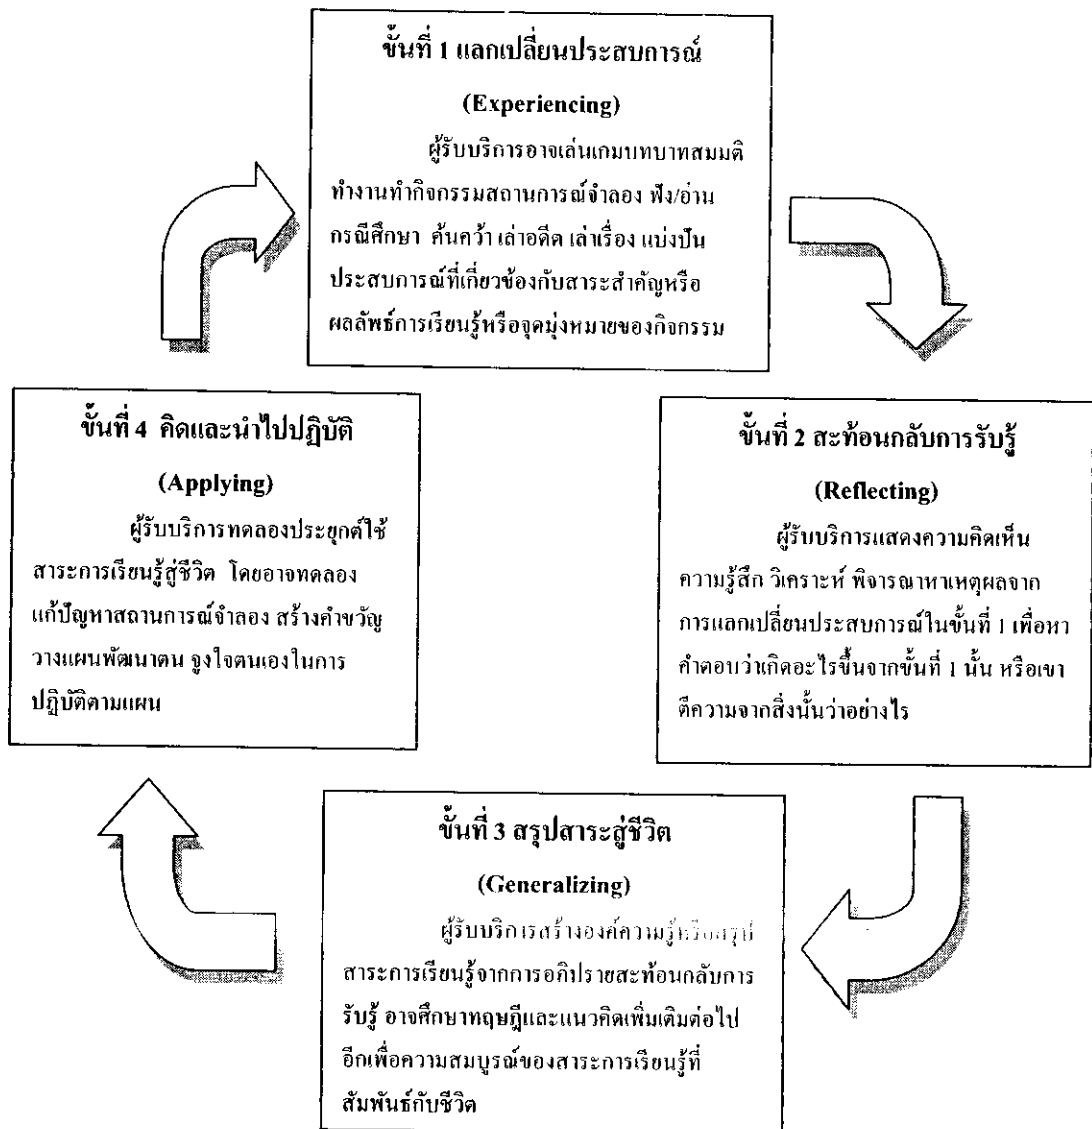 ขั้นที่ 1 แลกเปลี่ยนประสบการณ์
(Experiencing)
ผู้รับบริการอาจเล่นเกมบทบาทสมมติ
ทำงานทำกิจกรรมสถานการณ์จำลอง ฟัง/อ่าน
กรณีศึกษา ค้นคว้า เล่าอดีต เล่าเรื่อง แบ่งปัน
ประสบการณ์ที่เกี่ยวข้องกับสาระสำคัญหรือ
ผลลัพธ์การเรียนรู้หรือจุดมุ่งหมายของกิจกรรม
ขั้นที่ 2 สะท้อนกลับการรับรู้
(Reflecting)
ผู้รับบริการแสดงความคิดเห็น
ความรู้สึก วิเคราะห์ พิจารณาหาเหตุผลจาก
การแลกเปลี่ยนประสบการณ์ในขั้นที่ 1 เพื่อหา
คำตอบว่าเกิดอะไรขึ้นจากขั้นที่ 1 นั้น หรือเขา
ตีความจากสิ่งนั้นว่าอย่างไร
ขั้นที่ 3 สรุปสาระสู่ชีวิต
(Generalizing)
ผู้รับบริการสร้างองค์ความรู้หรือสรุป
สาระการเรียนรู้จากการอภิปรายสะท้อนกลับการ
รับรู้ อาจศึกษาทฤษฎีและแนวคิดเพิ่มเติมต่อไป
อีกเพื่อความสมบูรณ์ของสาระการเรียนรู้ที่
สัมพันธ์กับชีวิต
ขั้นที่ 4 คิดและนำไปปฏิบัติ
(Applying)
ผู้รับบริการทดลองประยุกต์ใช้
สาระการเรียนรู้สู่ชีวิต โดยอาจทดลอง
แก้ปัญหาสถานการณ์จำลอง สร้างคำขวัญ
วางแผนพัฒนาตน จูงใจตนเองในการ
ปฏิบัติตามแผน